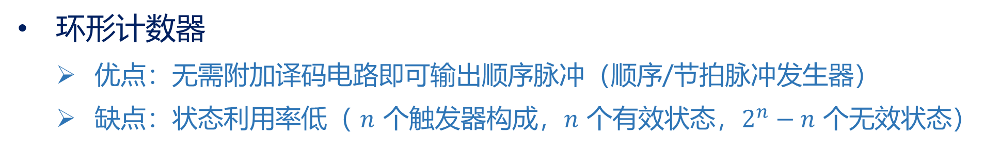 • 环形计数器
➢ 优点：无需附加译码电路即可输出顺序脉冲（顺序/节拍脉冲发生器）
➢ 缺点：状态利用率低（ n 个触发器构成，n 个有效状态，2ⁿ − n 个无效状态）